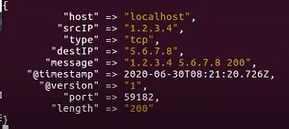 {
"host" => "localhost",
"srcIP" => "1.2.3.4",
"type" => "tcp",
"destIP" => "5.6.7.8",
"message" => "1.2.3.4 5.6.7.8 200",
"@timestamp" => 2020-06-30T08:21:20.726Z,
"@version" => "1",
"port" => 59182,
"length" => "200"
}